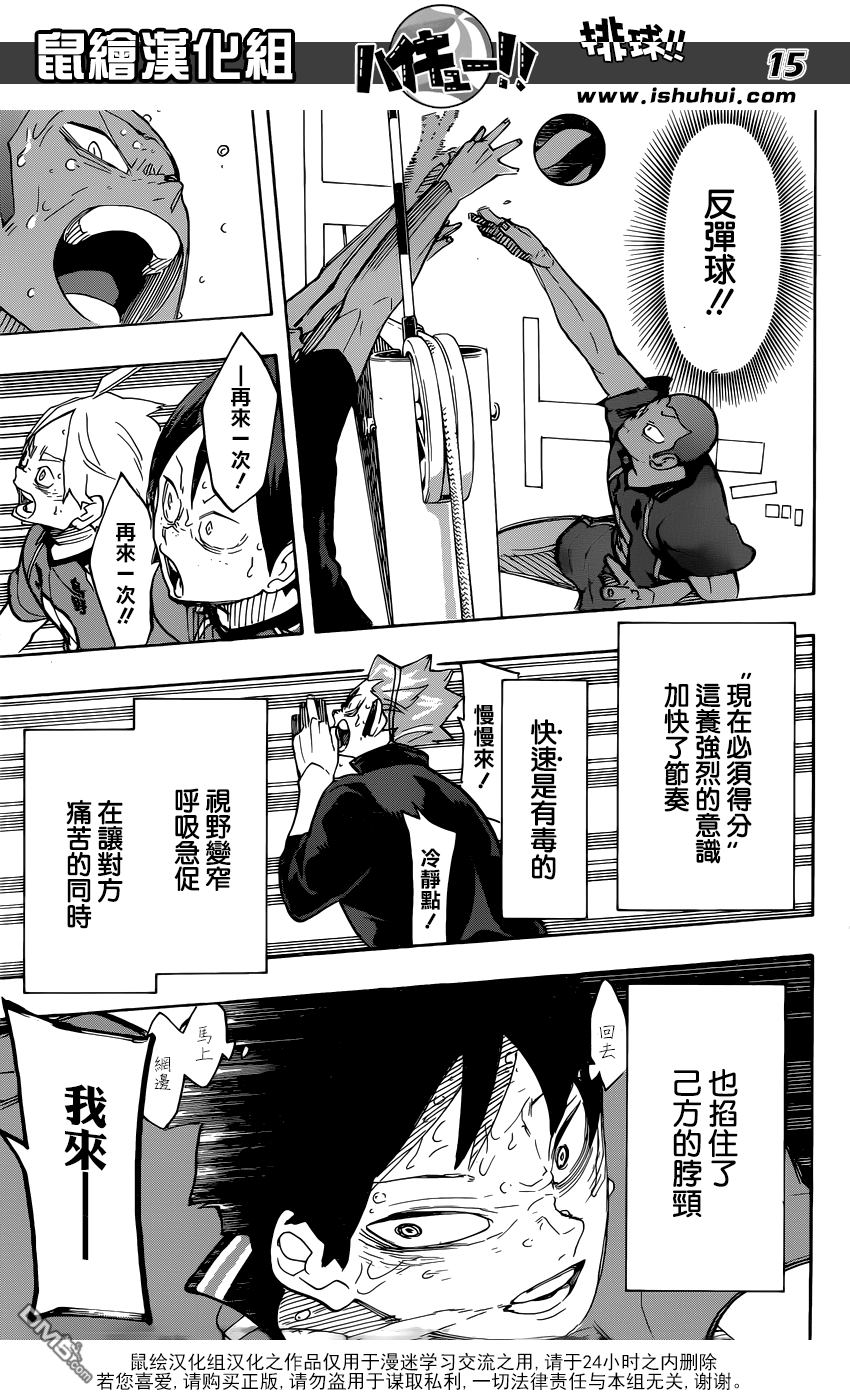 鼠繪漢化組
ハイキュー!!
排球!!
15
www.ishuhui.com
反彈球!!
ー再來一次!
再來一次!!
“現在必須得分”
這養強烈的意識
加快了節奏
慢慢來!
快速是有毒的
冷靜點!
視野變窄
呼吸急促
在讓對方
痛苦的同時
回去
也掐住了
己方的脖頸
馬上
網邊
我來——
烏野
DM5.com
鼠绘汉化组汉化之作品仅用于漫迷学习交流之用, 请于24小时之内删除
若您喜爱, 请购买正版, 请勿盗用于谋取私利, 一切法律责任与本组无关, 谢谢。